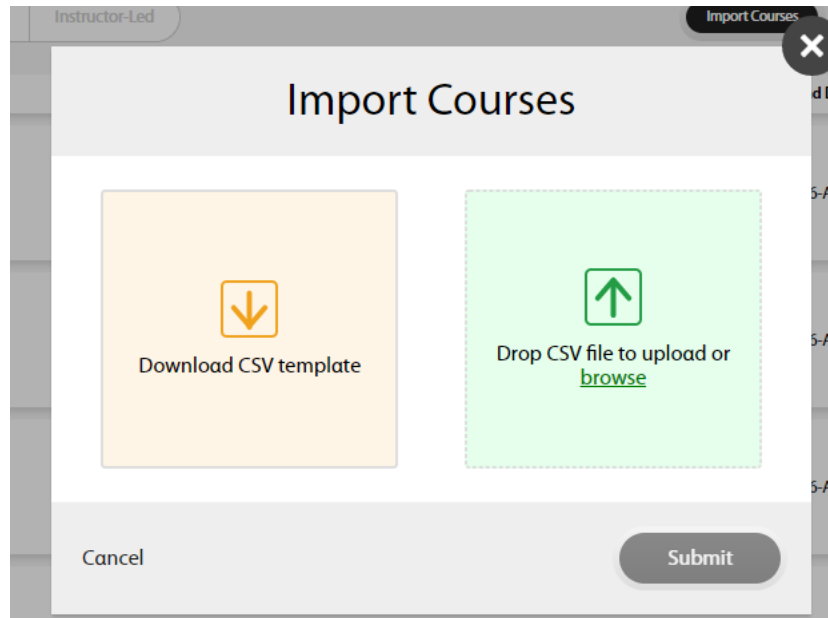 Instructor-Led
Import Courses
Import Courses
Download CSV template
Drop CSV file to upload or
browse
Cancel
Submit